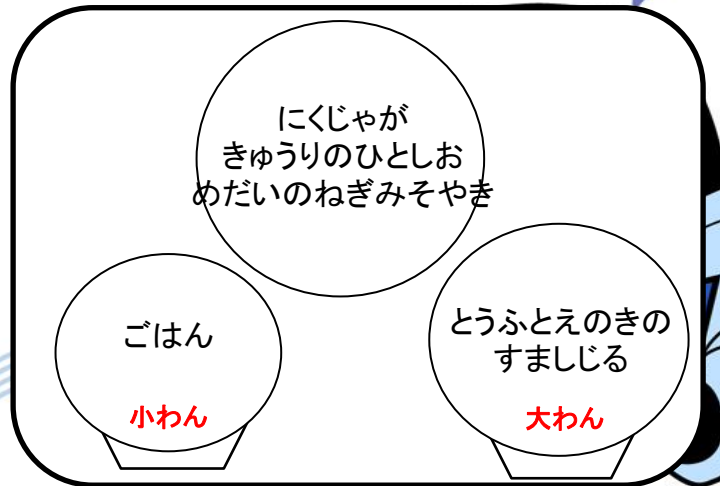 にくじゃが
きゅうりのひとしお
めだいのねぎみそやき
ごはん
小わん
とうふとえのきの
すましじる
大わん